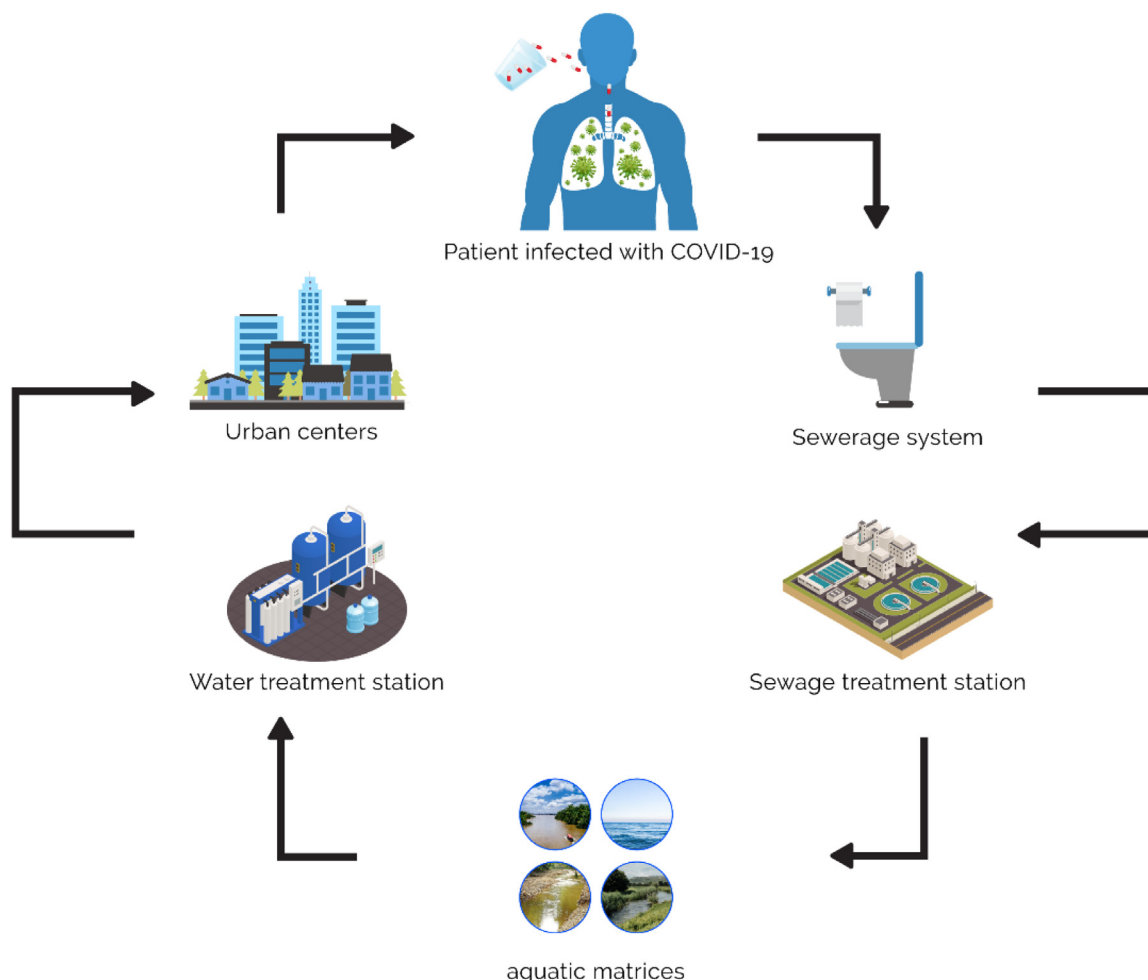 Patient infected with COVID-19
Urban centers
Sewerage system
Water treatment station
Sewage treatment station
aquatic matrices